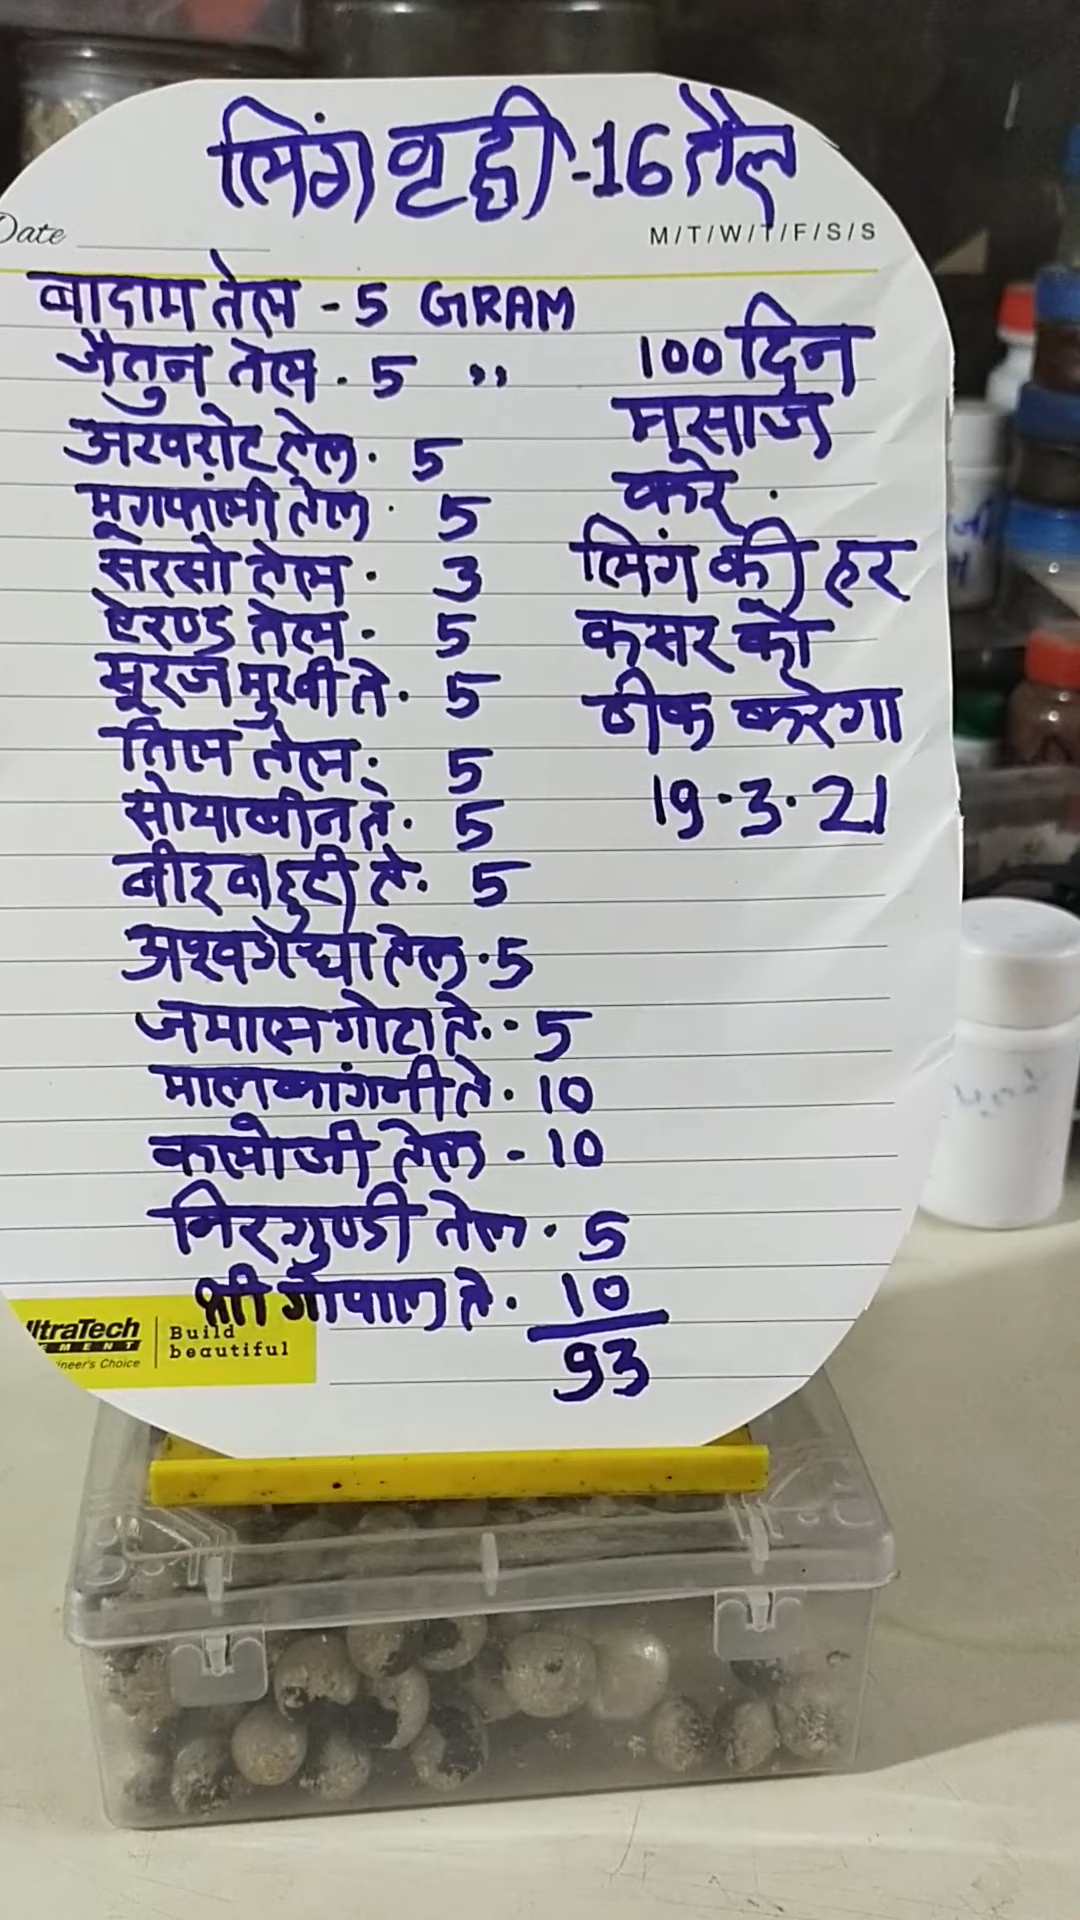 लिंग वृद्धी -16 तैल
Date
M/T/W/T/F/S/S
बादाम तेल - 5 GRAM
जैतुन तेल . 5 ,,
अखरोट तेल . 5
मूगफली तेल . 5
सरसो तेल . 3
ऐरण्ड तेल . 5
सूरजमुखी ते . 5
तिल तेल . 5
सोयाबीन ते . 5
बीरबहुटी ते . 5
अश्वगंधा तेल . 5
जमालगोटा ते . 5
मालकांगनी ते . 10
कलोंजी तेल - 10
निरगुण्डी तेल . 5
श्री गोपाल ते . 10
93
100 दिन
मसाज
करे .
लिंग की हर
कसर को
ठीक करेगा
19.3.21
UltraTech
CEMENT
Engineer's Choice
Build
beautiful